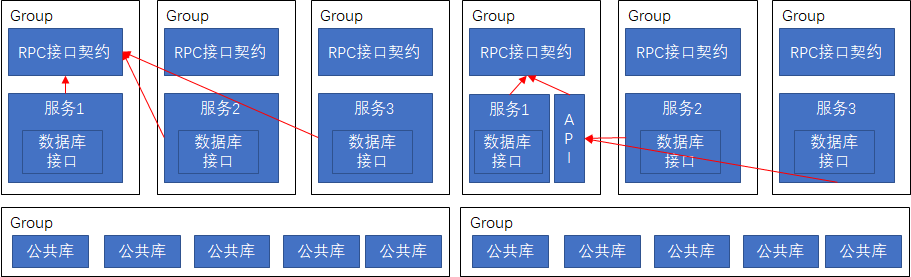 Group
RPC接口契约
服务1
数据库
接口
Group
RPC接口契约
服务2
数据库
接口
Group
RPC接口契约
服务3
数据库
接口
Group
RPC接口契约
服务1
数据库
接口
A
P
I
Group
RPC接口契约
服务2
数据库
接口
Group
RPC接口契约
服务3
数据库
接口
Group
公共库
公共库
公共库
公共库
公共库
Group
公共库
公共库
公共库
公共库
公共库